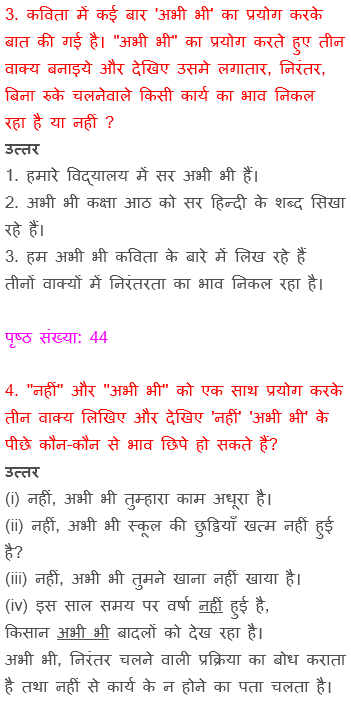 3. कविता में कई बार 'अभी भी' का प्रयोग करके
बात की गई है। "अभी भी" का प्रयोग करते हुए तीन
वाक्य बनाइये और देखिए उसमे लगातार, निरंतर,
बिना रुके चलनेवाले किसी कार्य का भाव निकल
रहा है या नहीं ?
उत्तर
1. हमारे विद्यालय में सर अभी भी हैं।
2. अभी भी कक्षा आठ को सर हिन्दी के शब्द सिखा
रहे हैं।
3. हम अभी भी कविता के बारे में लिख रहे हैं
तीनों वाक्यों में निरंतरता का भाव निकल रहा है।
पृष्ठ संख्या: 44
4. "नहीं" और "अभी भी" को एक साथ प्रयोग करके
तीन वाक्य लिखिए और देखिए 'नहीं' 'अभी भी' के
पीछे कौन-कौन से भाव छिपे हो सकते हैं?
उत्तर
(i) नहीं, अभी भी तुम्हारा काम अधूरा है।
(ii) नहीं, अभी भी स्कूल की छुट्टियाँ खत्म नहीं हुई
है?
(iii) नहीं, अभी भी तुमने खाना नहीं खाया है।
(iv) इस साल समय पर वर्षा नहीं हुई है,
किसान अभी भी बादलों को देख रहा है।
अभी भी, निरंतर चलने वाली प्रक्रिया का बोध कराता
है तथा नहीं से कार्य के न होने का पता चलता है।